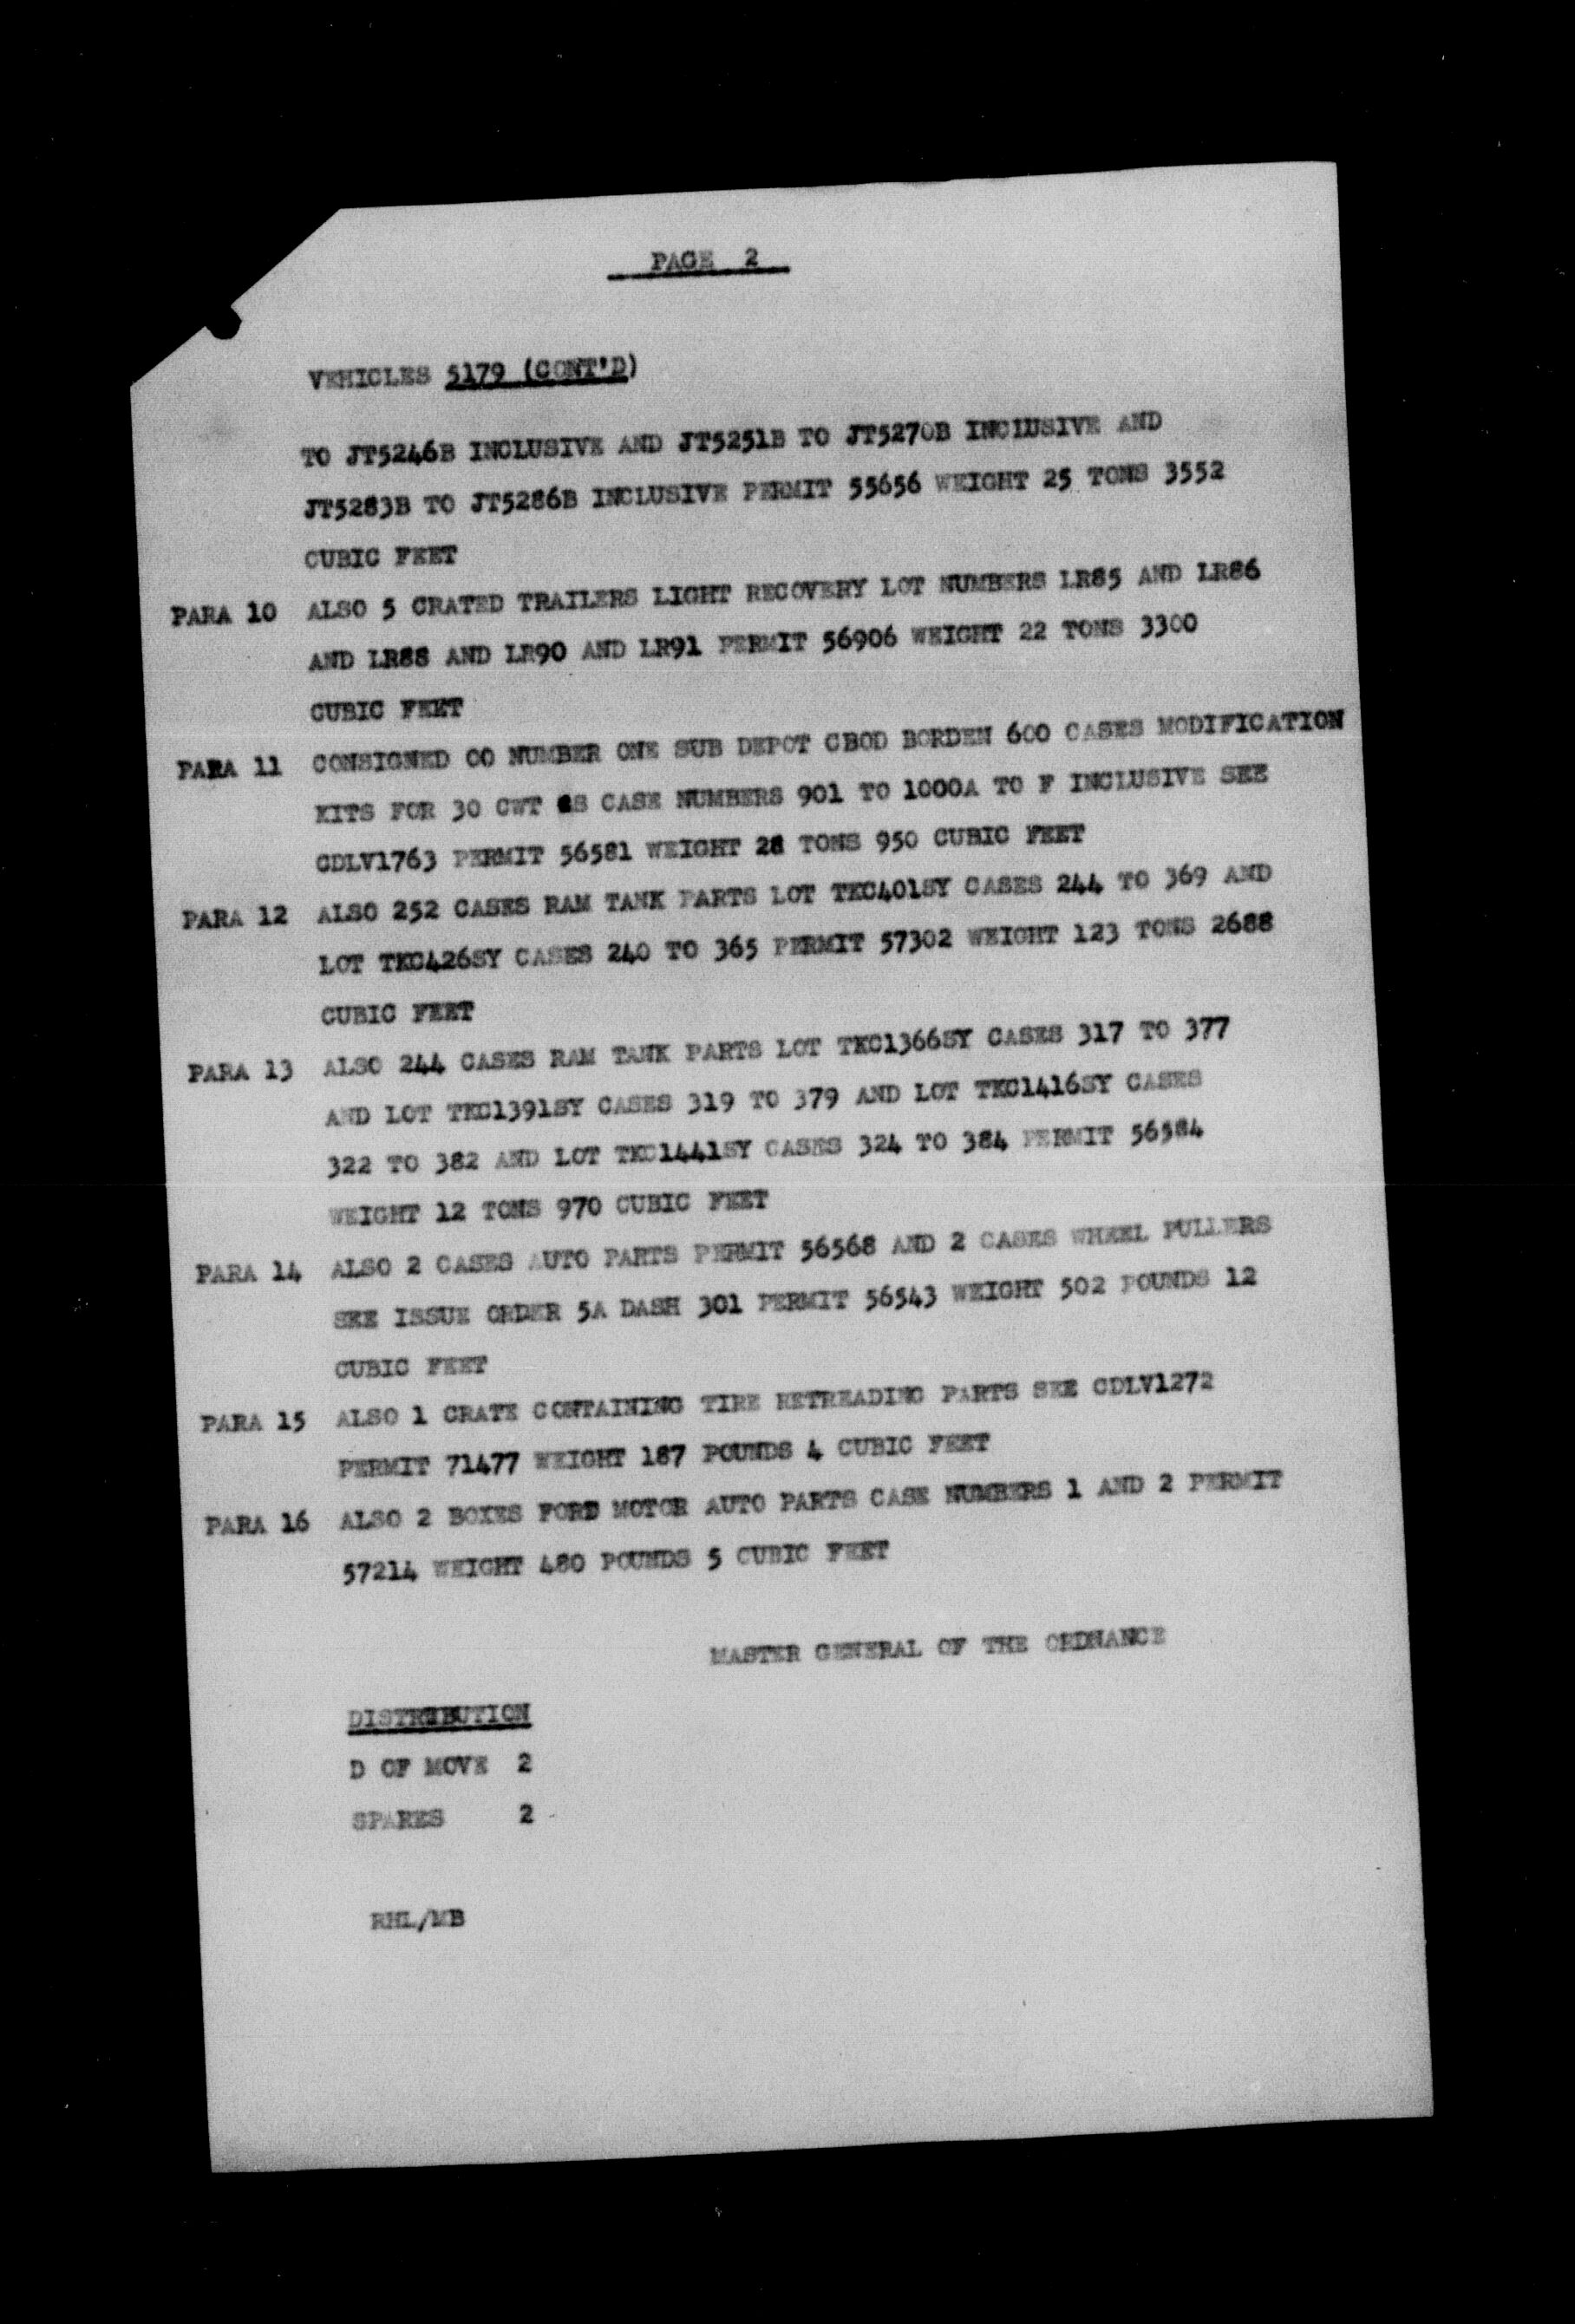 PAGE 2
VEHICLES 5179 (CONT'D)
TO JT5246B INCLUSIVE AND JT5251B TO JT5270B INCLUSIVE AND
JT5283B TO JT5286B INCLUSIVE PERMIT 55656 WEIGHT 25 TONS 3552
CUBIC FEET
PARA 10 ALSO 5 CRATED TRAILERS LIGHT RECOVERY LOT NUMBERS LR85 AND LR86
AND LR88 AND LR90 AND LR91 PERMIT 56906 WEIGHT 22 TONS 3300
CUBIC FEET
PARA 11 CONSIGNED OO NUMBER ONE SUB DEPOT CBOD BORDEN 600 CASES MODIFICATION
KITS FOR 30 CWT GS CASE NUMBERS 901 TO 1000A TO F INCLUSIVE SEE
CDLV1763 PERMIT 56581 WEIGHT 28 TONS 950 CUBIC FEET
PARA 12 ALSO 252 CASES RAM TANK PARTS LOT TKC401SY CASES 244 TO 369 AND
LOT TKC426SY CASES 240 TO 365 PERMIT 57302 WEIGHT 123 TONS 2688
CUBIC FEET
PARA 13 ALSO 244 CASES RAM TANK PARTS LOT TKC1366SY CASES 317 TO 377
AND LOT TKC1391SY CASES 319 TO 379 AND LOT TKC1416SY CASES
322 TO 382 AND LOT TKC1441SY CASES 324 TO 384 PERMIT 56584
WEIGHT 12 TONS 970 CUBIC FEET
PARA 14 ALSO 2 CASES AUTO PARTS PERMIT 56568 AND 2 CASES WHEEL PULLERS
SEE ISSUE ORDER 5A DASH 301 PERMIT 56543 WEIGHT 502 POUNDS 12
CUBIC FEET
PARA 15 ALSO 1 CRATE CONTAINING TIRE RETREADING PARTS SEE CDLV1272
PERMIT 71477 WEIGHT 187 POUNDS 4 CUBIC FEET
PARA 16 ALSO 2 BOXES FORD MOTOR AUTO PARTS CASE NUMBERS 1 AND 2 PERMIT
57214 WEIGHT 480 POUNDS 5 CUBIC FEET
MASTER GENERAL OF THE ORDNANCE
DISTRIBUTION
D OF MOVE 2
SPARES 2
RHL/MB